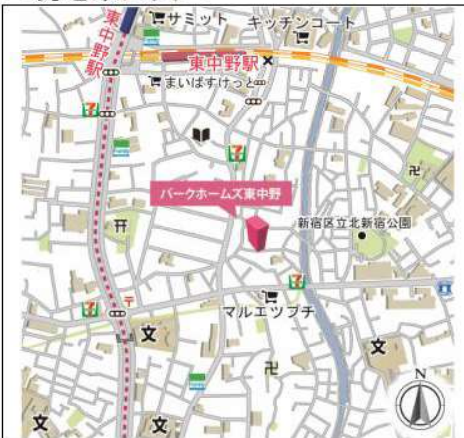 サミット
キッチンコート
東中野駅
東中野駅
まいばすけっと
パークホームズ東中野
新宿区立北新宿公園
マルエツプチ
文
文
文
文
N